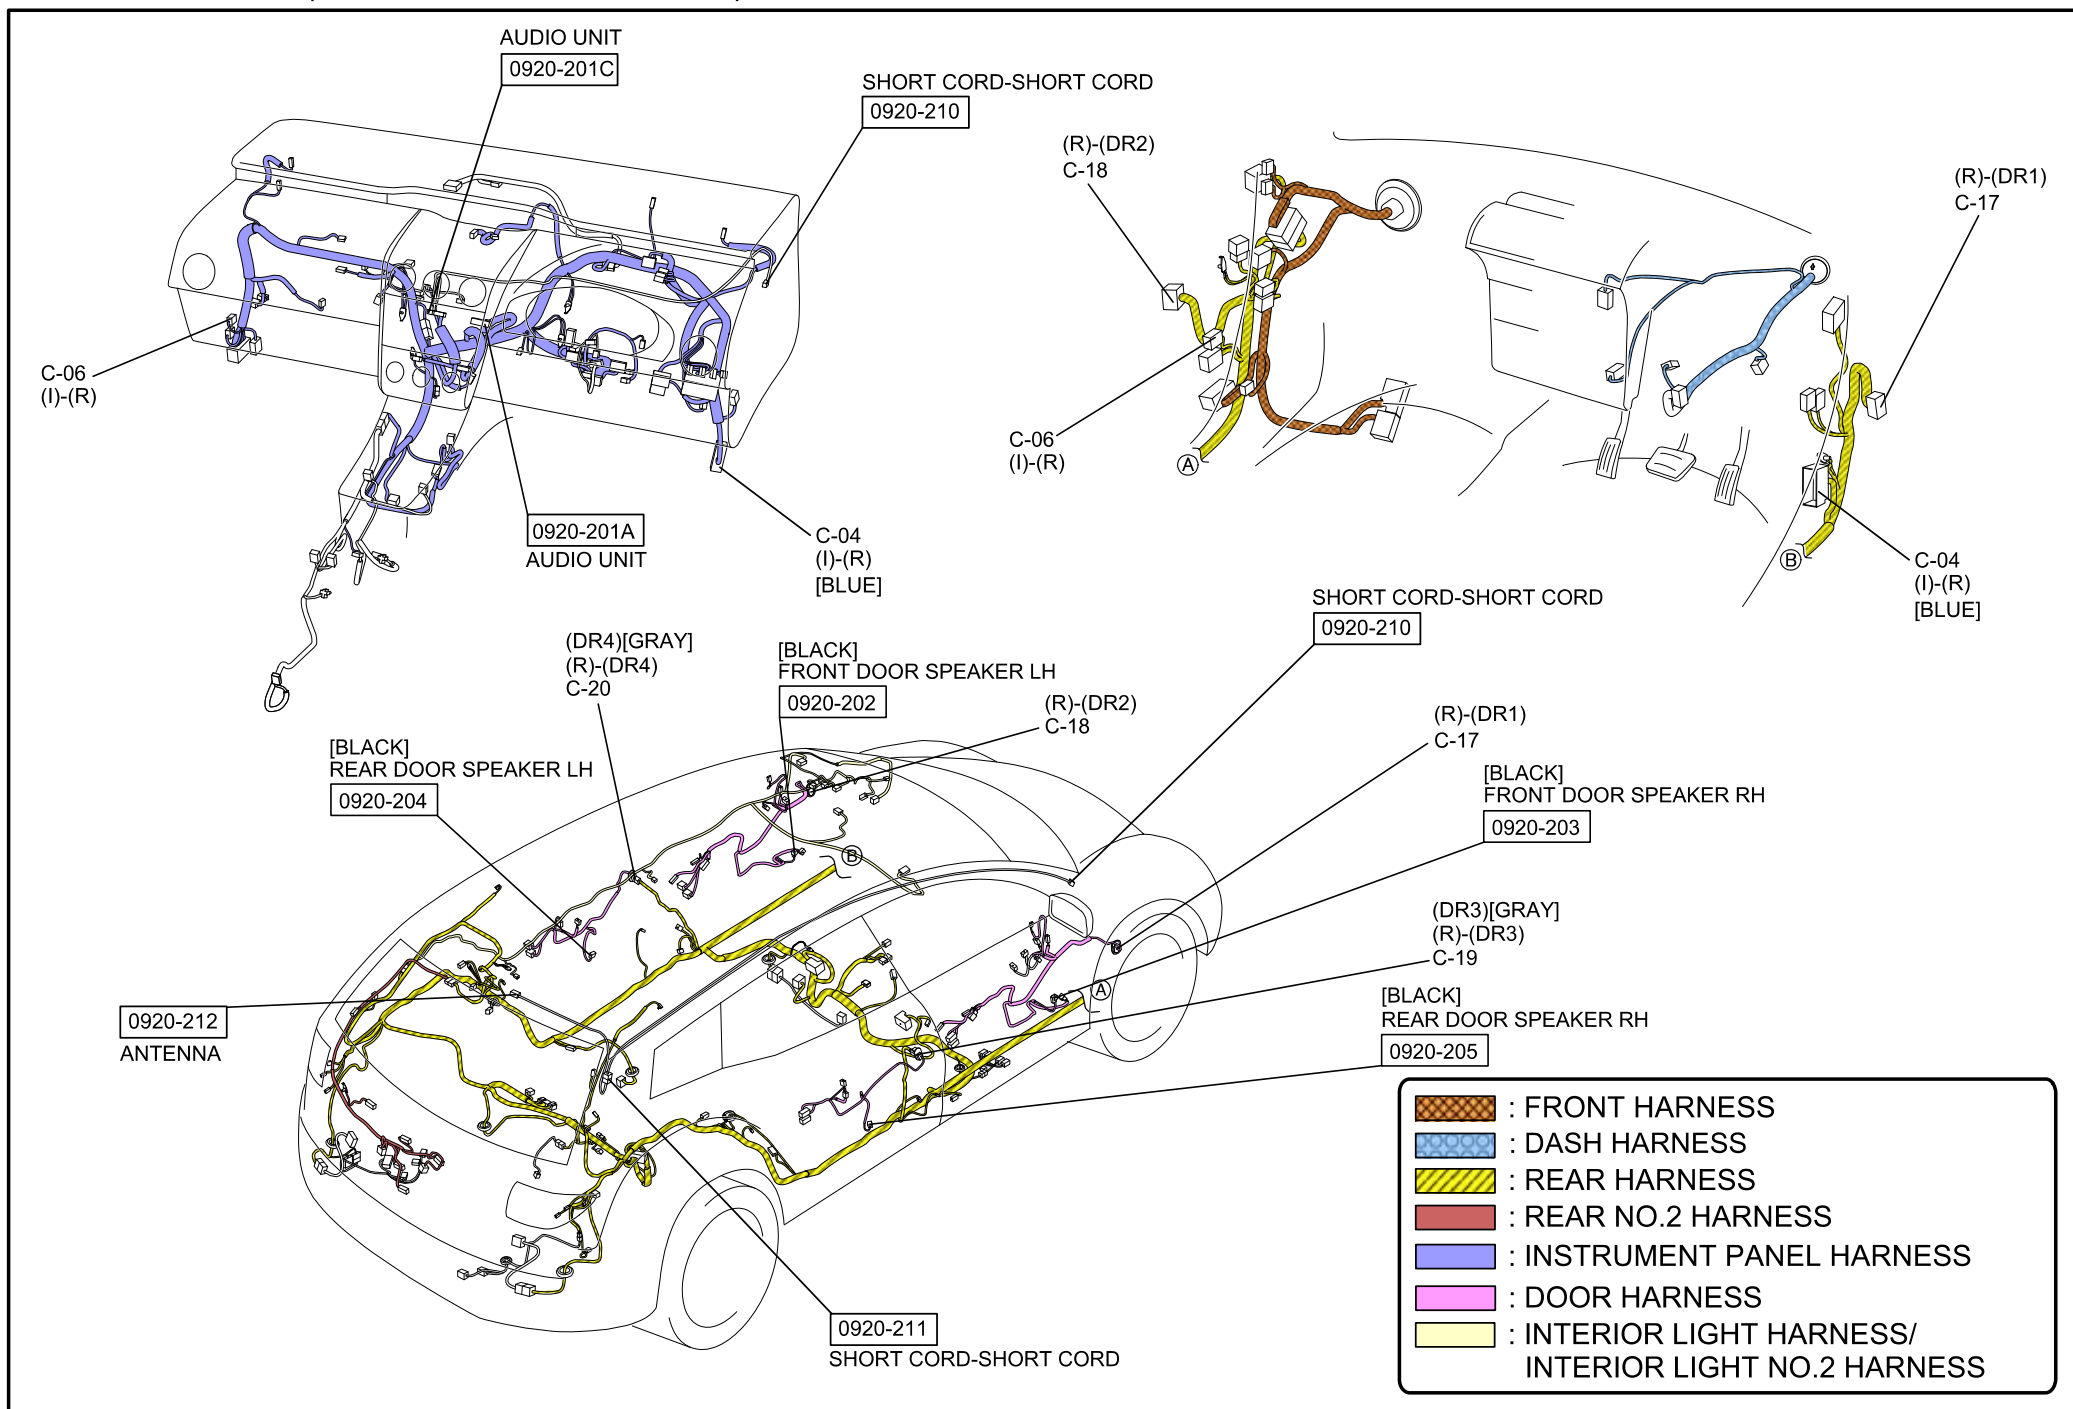 AUDIO UNIT
0920-201C
SHORT CORD-SHORT CORD
0920-210
C-06
(I)-(R)
0920-201A
AUDIO UNIT
C-04
(I)-(R)
[BLUE]
(R)-(DR2)
C-18
(R)-(DR1)
C-17
C-06
(I)-(R)
A
B
C-04
(I)-(R)
[BLUE]
SHORT CORD-SHORT CORD
0920-210
(DR4)[GRAY]
(R)-(DR4)
C-20
[BLACK]
FRONT DOOR SPEAKER LH
0920-202
(R)-(DR2)
C-18
(R)-(DR1)
C-17
[BLACK]
REAR DOOR SPEAKER LH
0920-204
[BLACK]
FRONT DOOR SPEAKER RH
0920-203
B
(DR3)[GRAY]
(R)-(DR3)
C-19
A
[BLACK]
REAR DOOR SPEAKER RH
0920-205
0920-212
ANTENNA
0920-211
SHORT CORD-SHORT CORD
: FRONT HARNESS
: DASH HARNESS
: REAR HARNESS
: REAR NO.2 HARNESS
: INSTRUMENT PANEL HARNESS
: DOOR HARNESS
: INTERIOR LIGHT HARNESS/
INTERIOR LIGHT NO.2 HARNESS